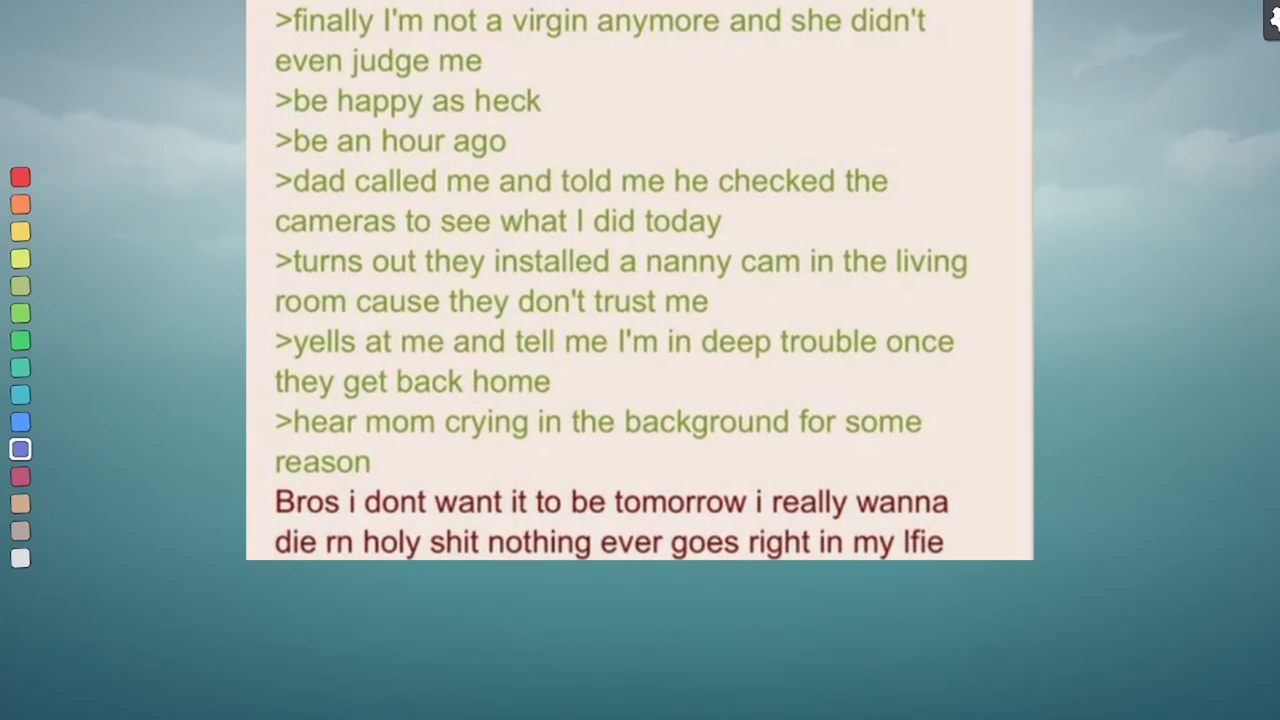 >finally I'm not a virgin anymore and she didn't
even judge me
>be happy as heck
>be an hour ago
>dad called me and told me he checked the
cameras to see what I did today
>turns out they installed a nanny cam in the living
room cause they don't trust me
>yells at me and tell me I'm in deep trouble once
they get back home
>hear mom crying in the background for some
reason
Bros i dont want it to be tomorrow i really wanna
die rn holy shit nothing ever goes right in my lfie